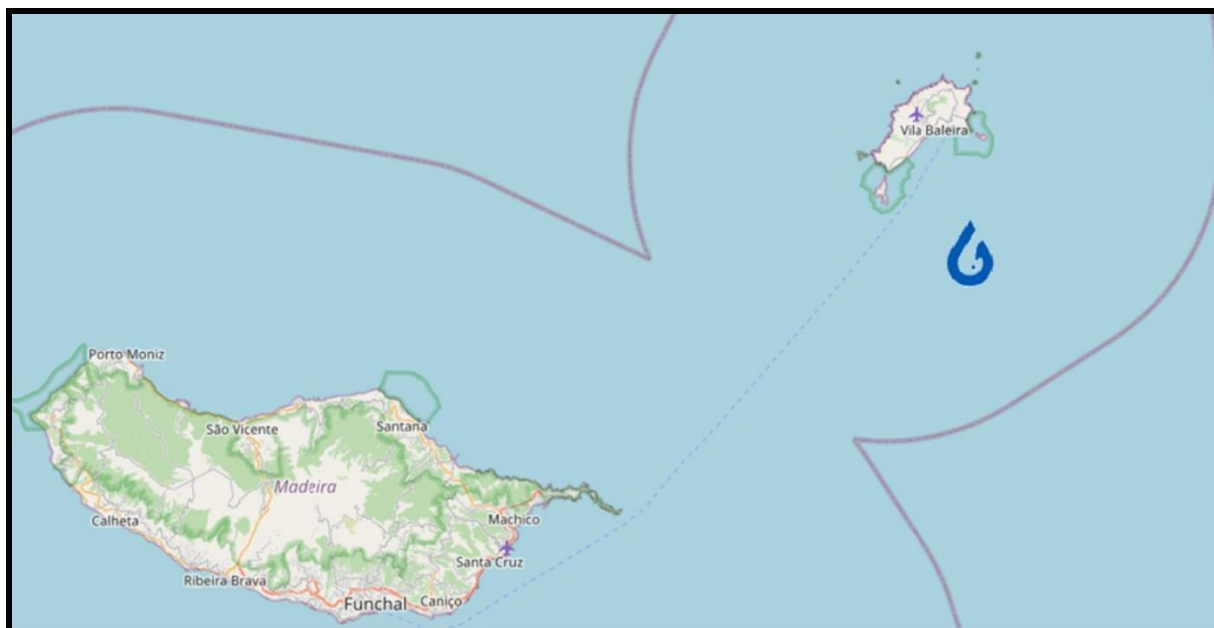 Vila Baleira
Porto Moniz
São Vicente
Santana
Madeira
Calheta
Machico
Santa Cruz
Ribeira Brava
Funchal
Caniço